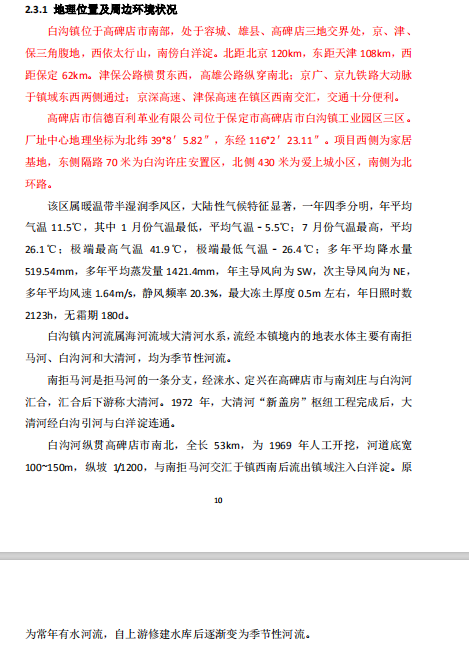 2.3.1 地理位置及周边环境状况
白沟镇位于高碑店市南部，处于容城、雄县、高碑店三地交界处，京、津、
保三角腹地，西依太行山，南傍白洋淀。北距北京 120km，东距天津 108km，西
距保定 62km。津保公路横贯东西，高雄公路纵穿南北；京广、京九铁路大动脉
于镇域东西两侧通过；京深高速、津保高速在镇区西南交汇，交通十分便利。
高碑店市信德百利革业有限公司位于保定市高碑店市白沟镇工业园区三区。
厂址中心地理坐标为北纬 39°8′5.82″，东经 116°2′23.11″。项目西侧为家居
基地，东侧隔路 70 米为白沟许庄安置区，北侧 430 米为爱上城小区，南侧为北
环路。
该区属暖温带半湿润季风区，大陆性气候特征显著，一年四季分明，年平均
气温 11.5℃，其中 1 月份气温最低，平均气温－5.5℃；7 月份气温最高，平均
26.1℃；极端最高气温 41.9℃，极端最低气温－26.4℃；多年平均降水量
519.54mm，多年平均蒸发量 1421.4mm，年主导风向为 SW，次主导风向为 NE，
多年平均风速 1.64m/s，静风频率 20.3%，最大冻土厚度 0.5m 左右，年日照时数
2123h，无霜期 180d。
白沟镇内河流属海河流域大清河水系，流经本镇境内的地表水体主要有南拒
马河、白沟河和大清河，均为季节性河流。
南拒马河是拒马河的一条分支，经涞水、定兴在高碑店市与南刘庄与白沟河
汇合，汇合后下游称大清河。1972 年，大清河“新盖房”枢纽工程完成后，大
清河经白沟引河与白洋淀连通。
白沟河纵贯高碑店市南北，全长 53km，为 1969 年人工开挖，河道底宽
100~150m，纵坡 1/1200，与南拒马河交汇于镇西南后流出镇域注入白洋淀。原
10
为常年有水河流，自上游修建水库后逐渐变为季节性河流。